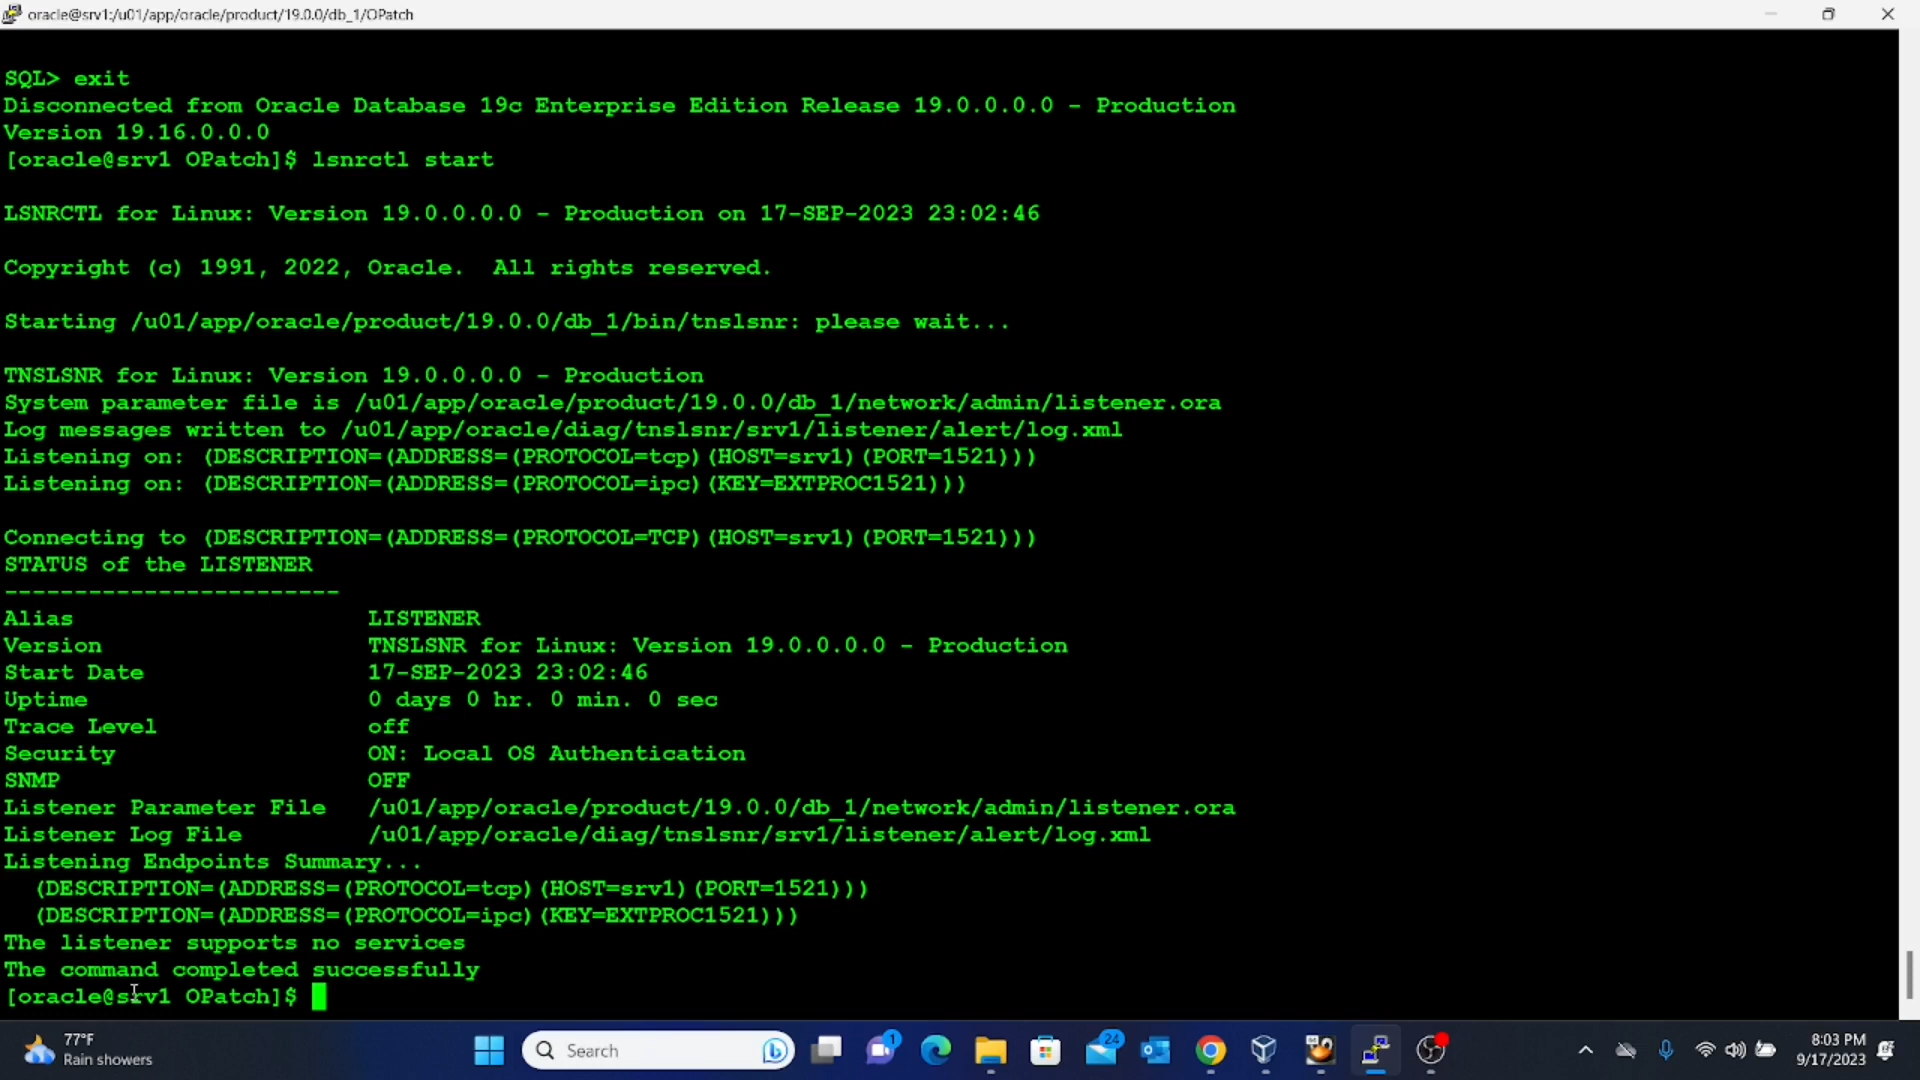 oracle@srv1:/u01/app/oracle/product/19.0.0/db_1/OPatch
SQL> exit
Disconnected from Oracle Database 19c Enterprise Edition Release 19.0.0.0.0 - Production
Version 19.16.0.0.0
[oracle@srv1 OPatch]$ lsnrctl start
LSNRCTL for Linux: Version 19.0.0.0.0 - Production on 17-SEP-2023 23:02:46
Copyright (c) 1991, 2022, Oracle.  All rights reserved.
Starting /u01/app/oracle/product/19.0.0/db_1/bin/tnslsnr: please wait...
TNSLSNR for Linux: Version 19.0.0.0.0 - Production
System parameter file is /u01/app/oracle/product/19.0.0/db_1/network/admin/listener.ora
Log messages written to /u01/app/oracle/diag/tnslsnr/srv1/listener/alert/log.xml
Listening on: (DESCRIPTION=(ADDRESS=(PROTOCOL=tcp)(HOST=srv1)(PORT=1521)))
Listening on: (DESCRIPTION=(ADDRESS=(PROTOCOL=ipc)(KEY=EXTPROC1521)))
Connecting to (DESCRIPTION=(ADDRESS=(PROTOCOL=TCP)(HOST=srv1)(PORT=1521)))
STATUS of the LISTENER
------------------------
Alias                     LISTENER
Version                   TNSLSNR for Linux: Version 19.0.0.0.0 - Production
Start Date                17-SEP-2023 23:02:46
Uptime                    0 days 0 hr. 0 min. 0 sec
Trace Level               off
Security                  ON: Local OS Authentication
SNMP                      OFF
Listener Parameter File   /u01/app/oracle/product/19.0.0/db_1/network/admin/listener.ora
Listener Log File         /u01/app/oracle/diag/tnslsnr/srv1/listener/alert/log.xml
Listening Endpoints Summary...
  (DESCRIPTION=(ADDRESS=(PROTOCOL=tcp)(HOST=srv1)(PORT=1521)))
  (DESCRIPTION=(ADDRESS=(PROTOCOL=ipc)(KEY=EXTPROC1521)))
The listener supports no services
The command completed successfully
[oracle@srv1 OPatch]$
77°F
Rain showers
Search
1
24
8:03 PM
9/17/2023